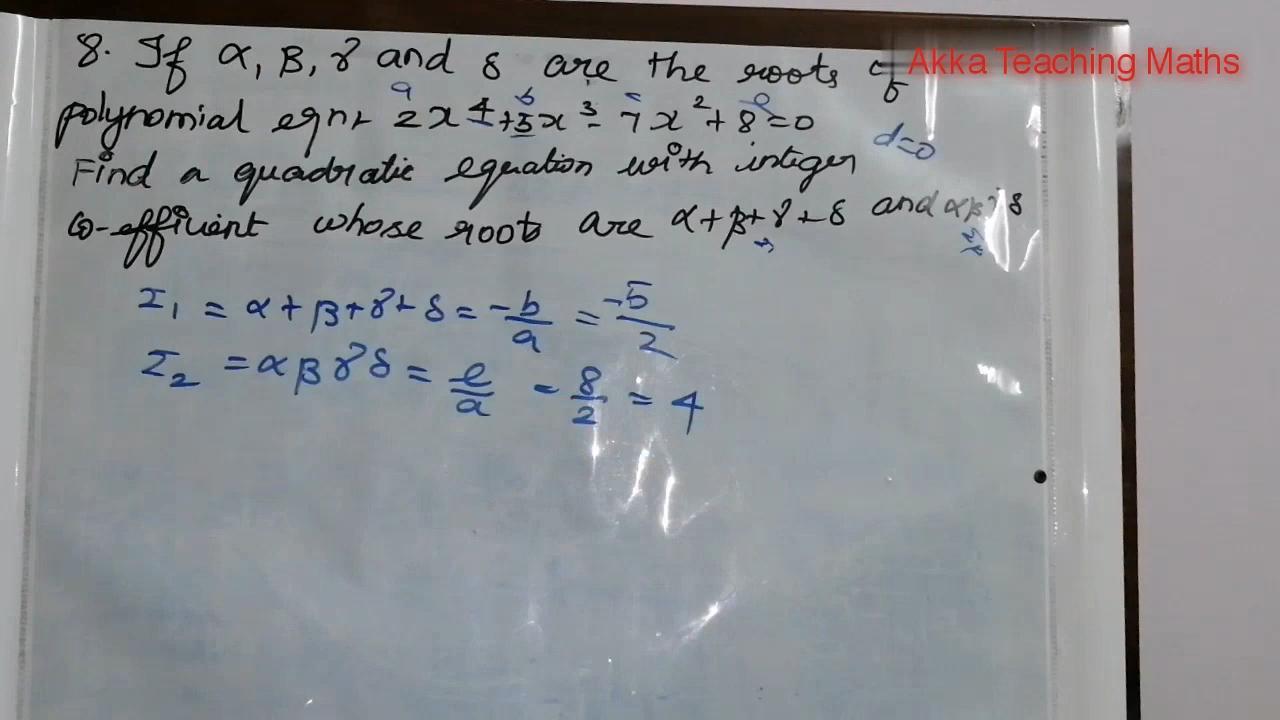 8. If α, β, γ and δ are the roots of
Akka Teaching Maths
a b c e
polynomial eqn 2x⁴+5x³-7x²+8=0
d=0
Find a quadratic equation with integer
co-efficient whose roots are α+β+γ+δ and αβγδ
Σ₁ = α+β+γ+δ = -b/a = -5/2
Σ₂ = αβγδ = e/a = 8/2 = 4